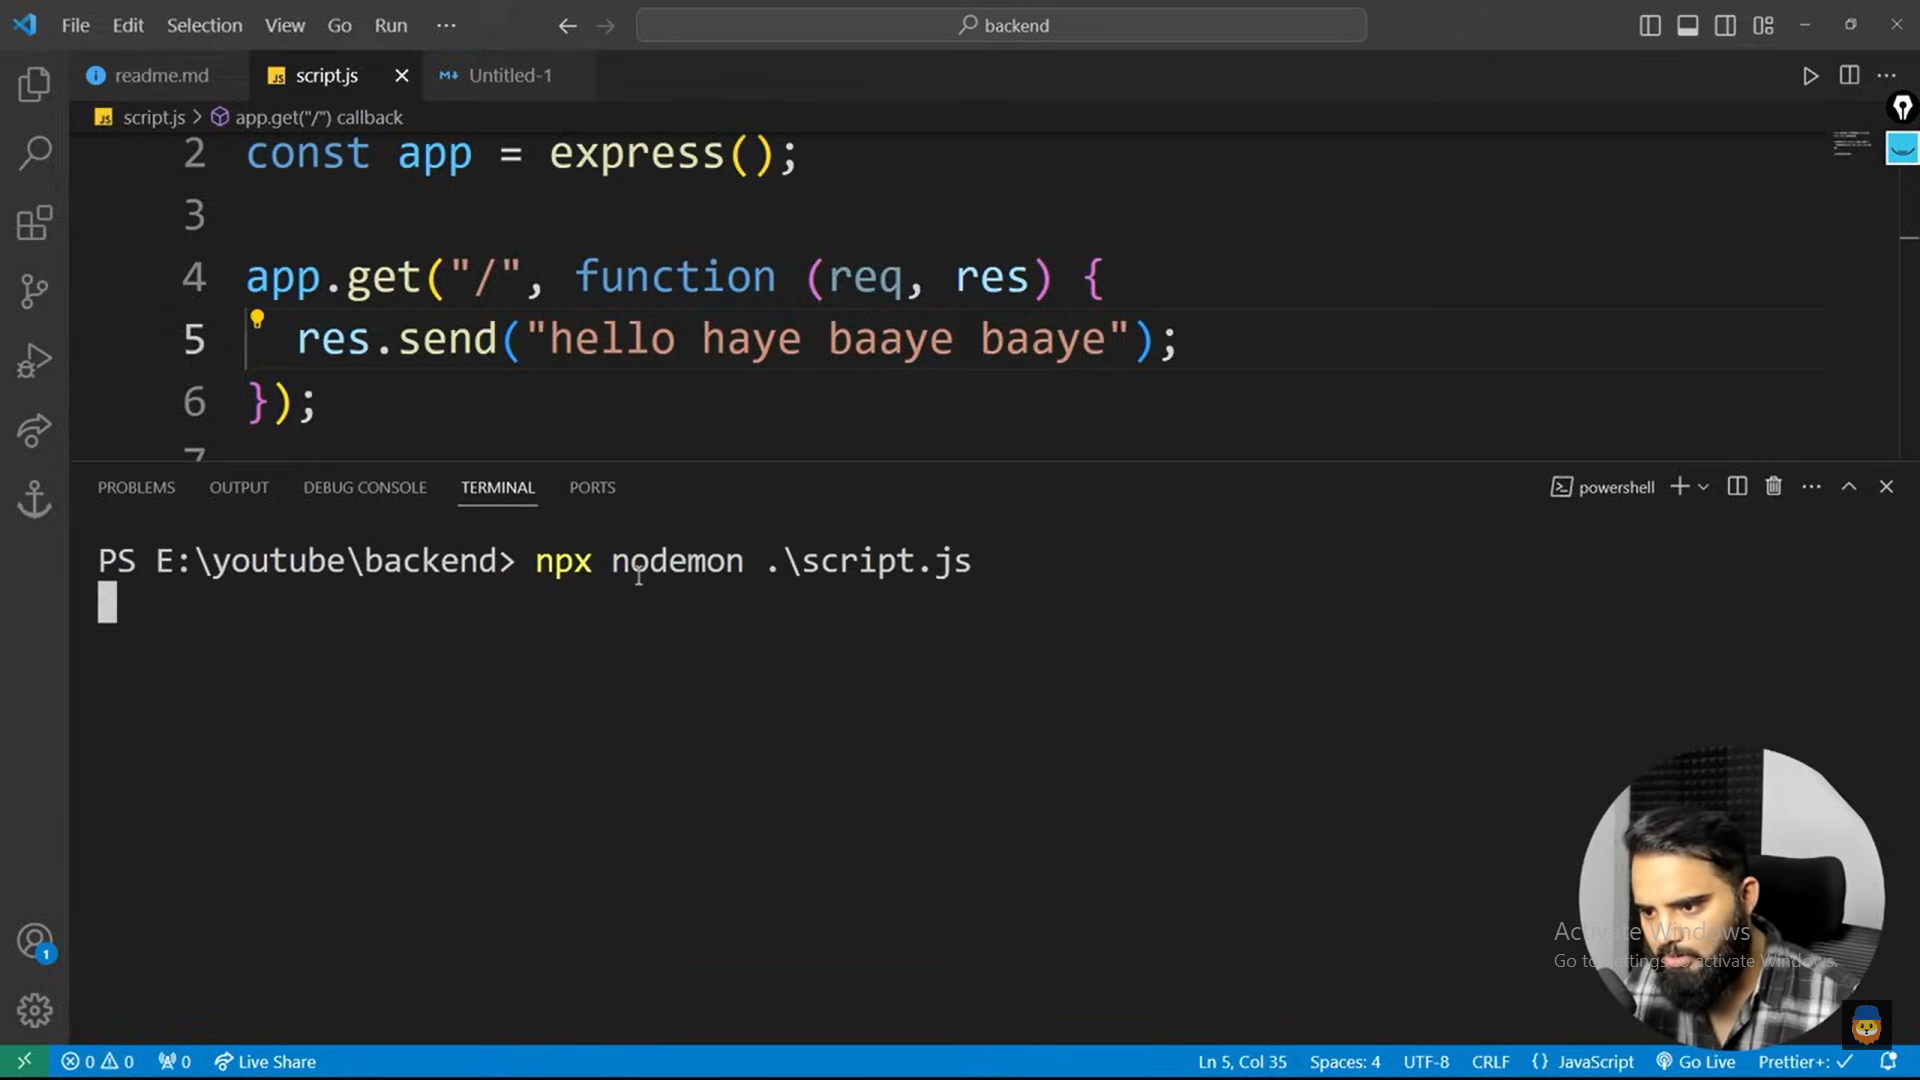 File Edit Selection View Go Run ··· backend
readme.md script.js Untitled-1
script.js > app.get("/") callback
2 const app = express();
3
4 app.get("/", function (req, res) {
5 res.send("hello haye baaye baaye");
6 });
7
PROBLEMS OUTPUT DEBUG CONSOLE TERMINAL PORTS powershell
PS E:\youtube\backend> npx nodemon .\script.js
Activate Windows
Go to Settings to activate Windows.
1
0 0 0 Live Share Ln 5, Col 35 Spaces: 4 UTF-8 CRLF {} JavaScript Go Live Prettier+: ✓